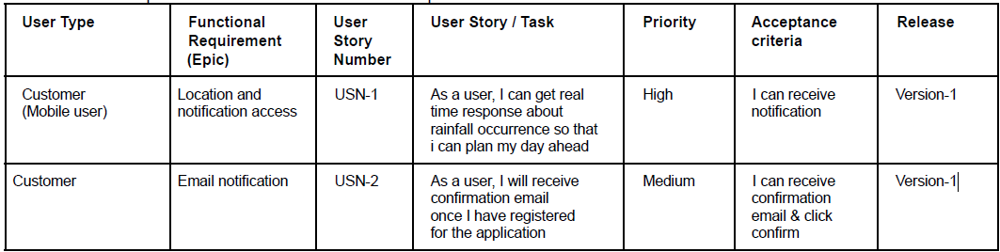 User Type
Functional
Requirement
(Epic)
User
Story
Number
User Story / Task
Priority
Acceptance
criteria
Release
Customer
(Mobile user)
Location and
notification access
USN-1
As a user, I can get real
time response about
rainfall occurrence so that
i can plan my day ahead
High
I can receive
notification
Version-1
Customer
Email notification
USN-2
As a user, I will receive
confirmation email
once I have registered
for the application
Medium
I can receive
confirmation
email & click
confirm
Version-1